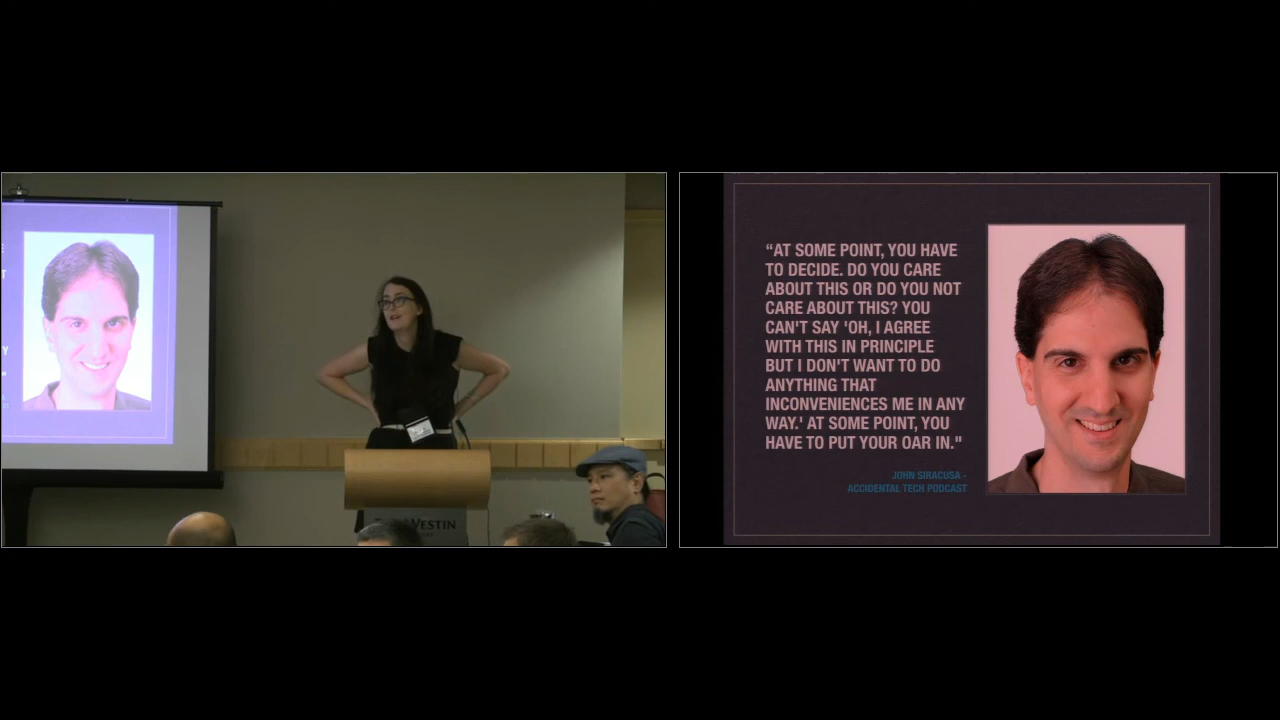 WESTIN
“AT SOME POINT, YOU HAVE
TO DECIDE. DO YOU CARE
ABOUT THIS OR DO YOU NOT
CARE ABOUT THIS? YOU
CAN'T SAY 'OH, I AGREE
WITH THIS IN PRINCIPLE
BUT I DON'T WANT TO DO
ANYTHING THAT
INCONVENIENCES ME IN ANY
WAY.' AT SOME POINT, YOU
HAVE TO PUT YOUR OAR IN."
JOHN SIRACUSA -
ACCIDENTAL TECH PODCAST